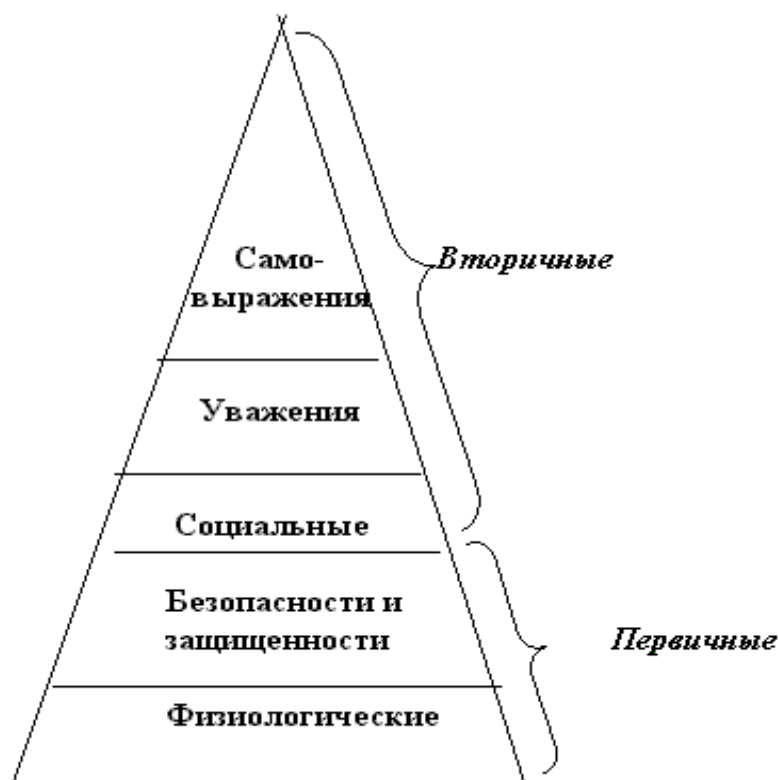 Само-
выражения
Вторичные
Уважения
Социальные
Безопасности и
защищенности
Первичные
Физиологические